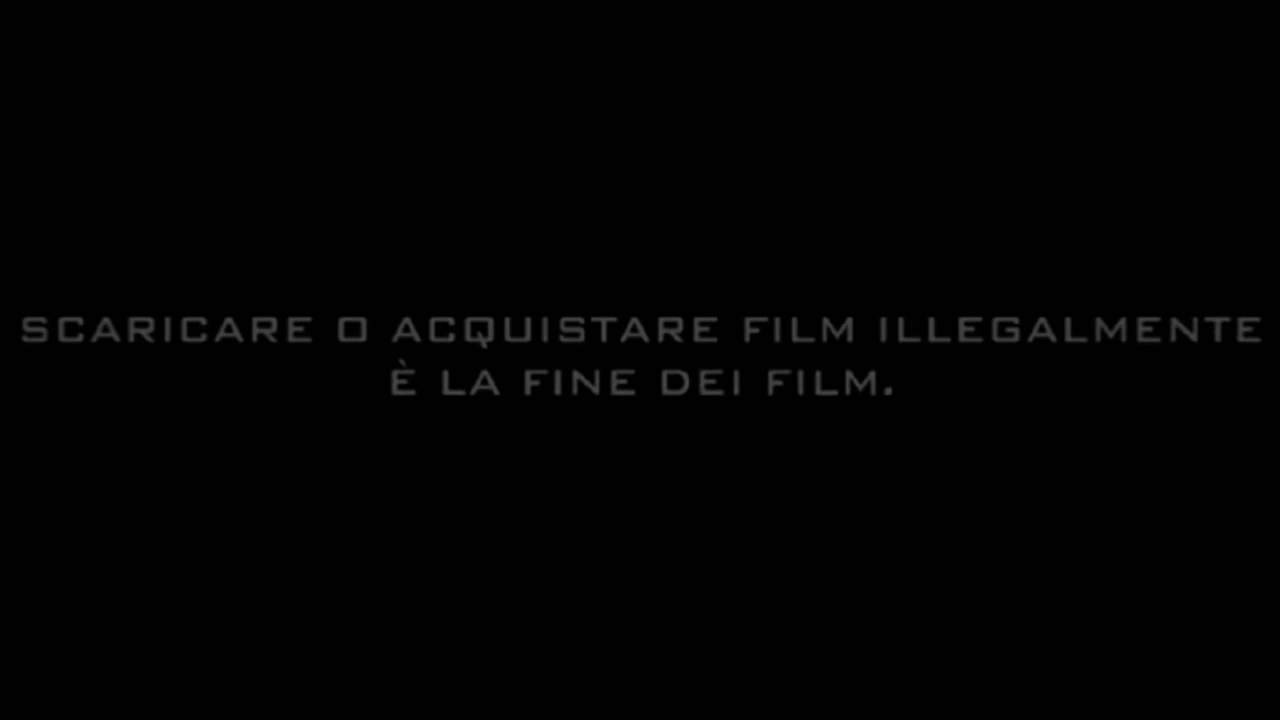 SCARICARE O ACQUISTARE FILM ILLEGALMENTE
È LA FINE DEI FILM.